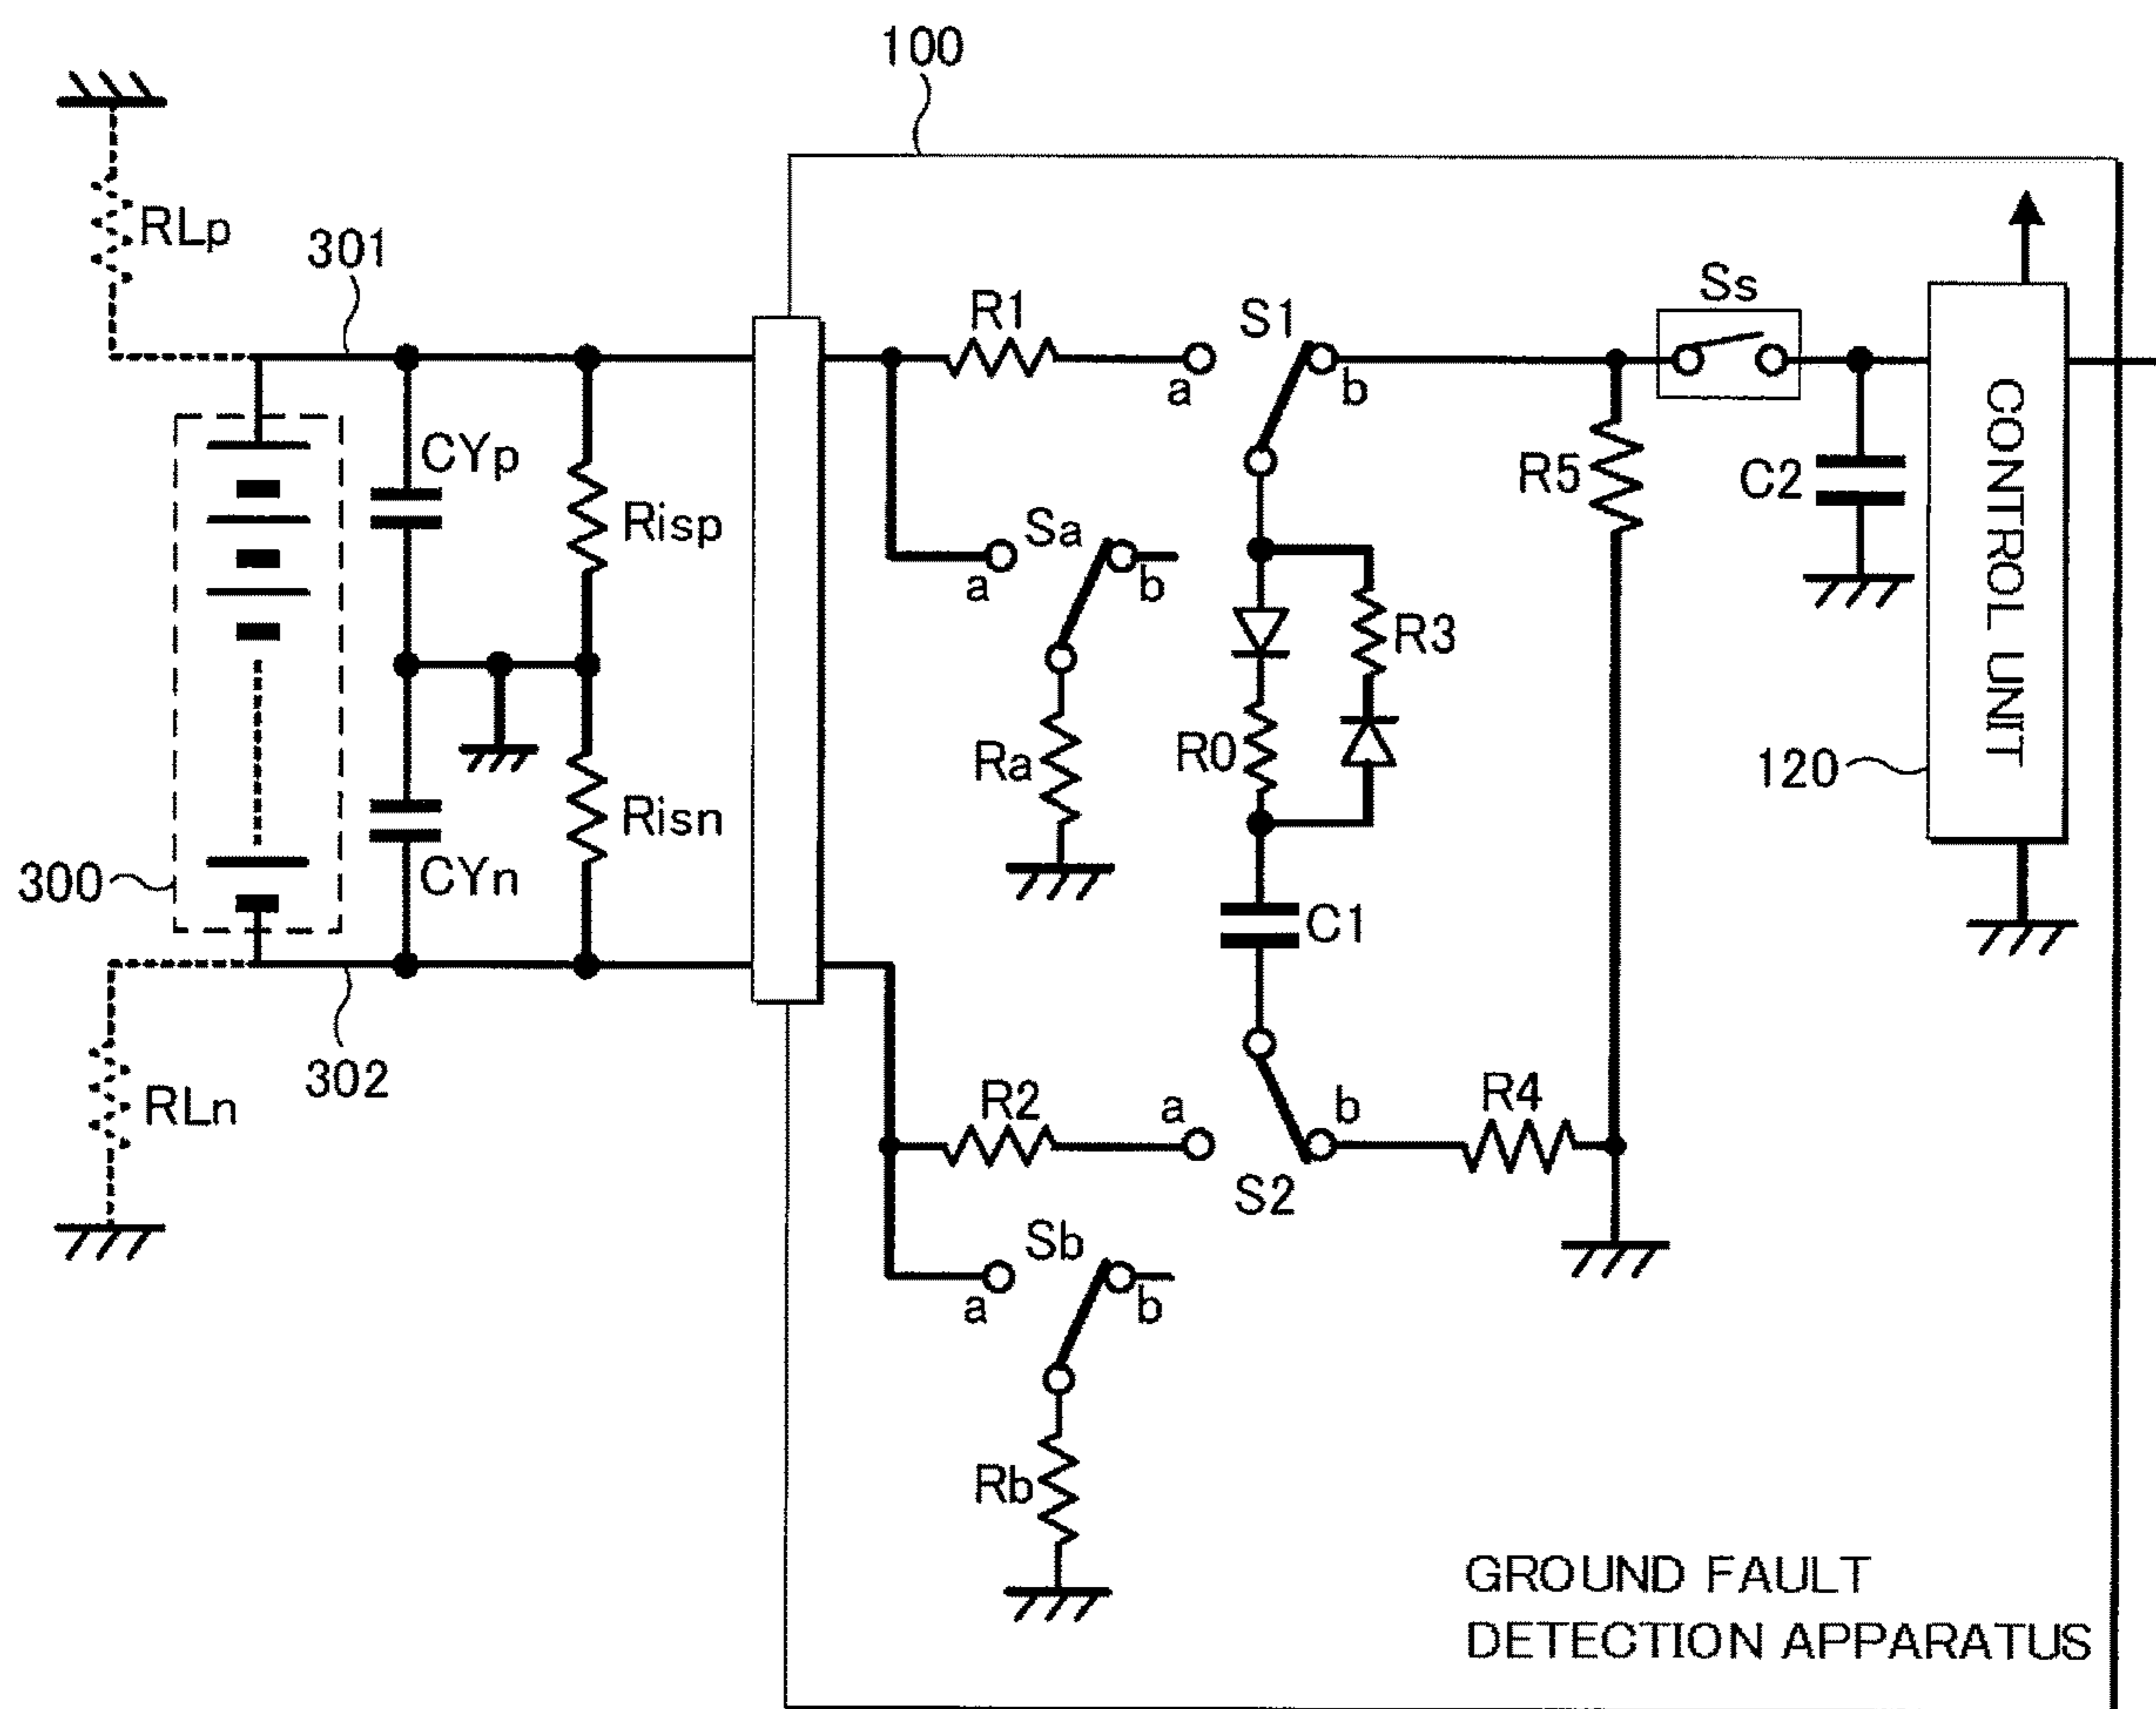 100
RLp
301
R1
S1
Ss
a
b
CYp
Risp
Sa
a
b
R5
C2
CONTROL UNIT
R3
Ra
R0
120
Risn
300
CYn
C1
302
RLn
R2
a
b
R4
S2
Sb
a
b
Rb
GROUND FAULT
DETECTION APPARATUS